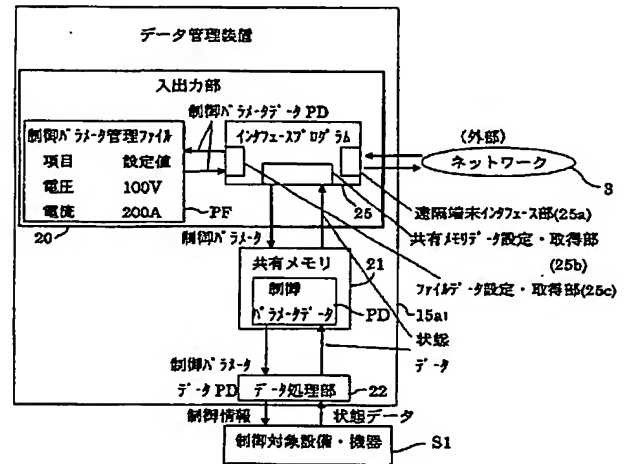 データ管理装置
入出力部
制御パラメータデータPD
制御パラメータ管理ファイル
項目 設定値
電圧 100V
電流 200A
PF
20
インタフェースプログラム
25
(外部)
ネットワーク
3
遠隔端末インタフェース部(25a)
共有メモリデータ設定・取得部
(25b)
ファイルデータ設定・取得部(25c)
制御パラメータ
共有メモリ
21
制御
パラメータデータ
PD
15a1
状態
データ
制御パラメータ
データPD
データ処理部
22
制御情報
状態データ
制御対象設備・機器
S1